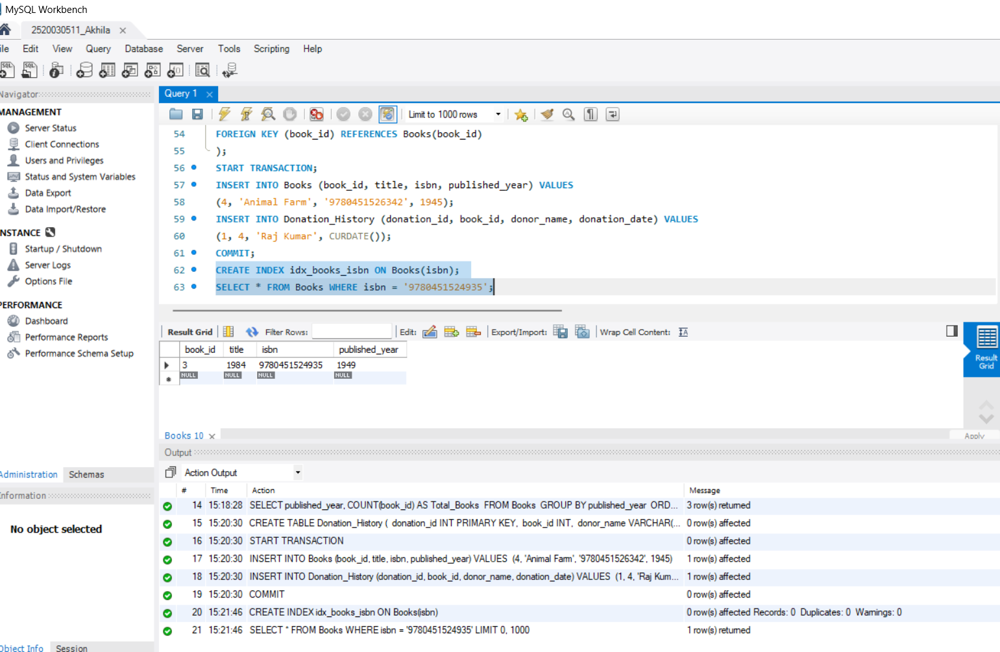 MySQL Workbench
2520030511_Akhila
ile Edit View Query Database Server Tools Scripting Help
Navigator
Query 1
MANAGEMENT
Server Status
Client Connections
Users and Privileges
Status and System Variables
Data Export
Data Import/Restore
NSTANCE
Startup / Shutdown
Server Logs
Options File
PERFORMANCE
Dashboard
Performance Reports
Performance Schema Setup
Administration Schemas
Information
No object selected
Object Info Session
Limit to 1000 rows
54 FOREIGN KEY (book_id) REFERENCES Books(book_id)
55 );
56 START TRANSACTION;
57 INSERT INTO Books (book_id, title, isbn, published_year) VALUES
58 (4, 'Animal Farm', '9780451526342', 1945);
59 INSERT INTO Donation_History (donation_id, book_id, donor_name, donation_date) VALUES
60 (1, 4, 'Raj Kumar', CURDATE());
61 COMMIT;
62 CREATE INDEX idx_books_isbn ON Books(isbn);
63 SELECT * FROM Books WHERE isbn = '9780451524935';
Result Grid Filter Rows: Edit: Export/Import: Wrap Cell Content:
book_id title isbn published_year
3 1984 9780451524935 1949
NULL NULL NULL NULL
Result
Grid
Books 10
Apply
Output
Action Output
# Time Action Message
14 15:18:28 SELECT published_year, COUNT(book_id) AS Total_Books FROM Books GROUP BY published_year ORD... 3 row(s) returned
15 15:20:30 CREATE TABLE Donation_History ( donation_id INT PRIMARY KEY, book_id INT, donor_name VARCHAR(... 0 row(s) affected
16 15:20:30 START TRANSACTION 0 row(s) affected
17 15:20:30 INSERT INTO Books (book_id, title, isbn, published_year) VALUES (4, 'Animal Farm', '9780451526342', 1945) 1 row(s) affected
18 15:20:30 INSERT INTO Donation_History (donation_id, book_id, donor_name, donation_date) VALUES (1, 4, 'Raj Kum... 1 row(s) affected
19 15:20:30 COMMIT 0 row(s) affected
20 15:21:46 CREATE INDEX idx_books_isbn ON Books(isbn) 0 row(s) affected Records: 0 Duplicates: 0 Warnings: 0
21 15:21:46 SELECT * FROM Books WHERE isbn = '9780451524935' LIMIT 0, 1000 1 row(s) returned